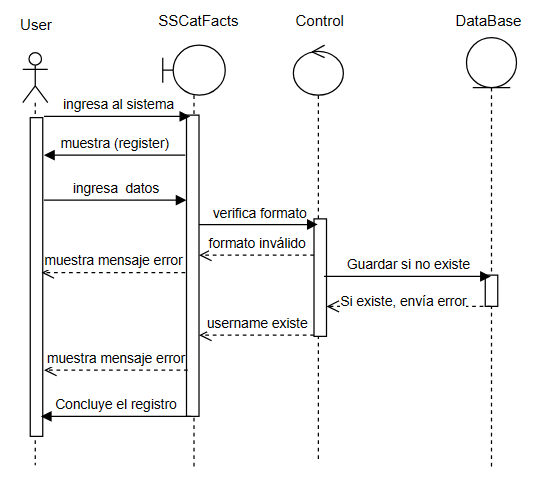 User
SSCatFacts
Control
DataBase
ingresa al sistema
muestra (register)
ingresa datos
verifica formato
formato inválido
muestra mensaje error
Guardar si no existe
Si existe, envía error
username existe
muestra mensaje error
Concluye el registro